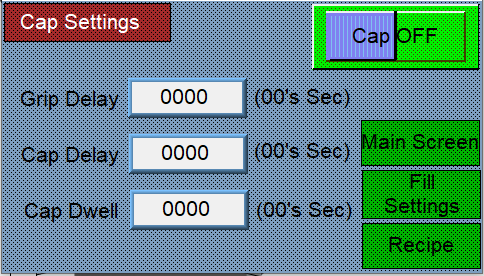 Cap Settings
Cap OFF
Grip Delay 0000 (00's Sec)
Cap Delay 0000 (00's Sec)
Main Screen
Cap Dwell 0000 (00's Sec)
Fill
Settings
Recipe